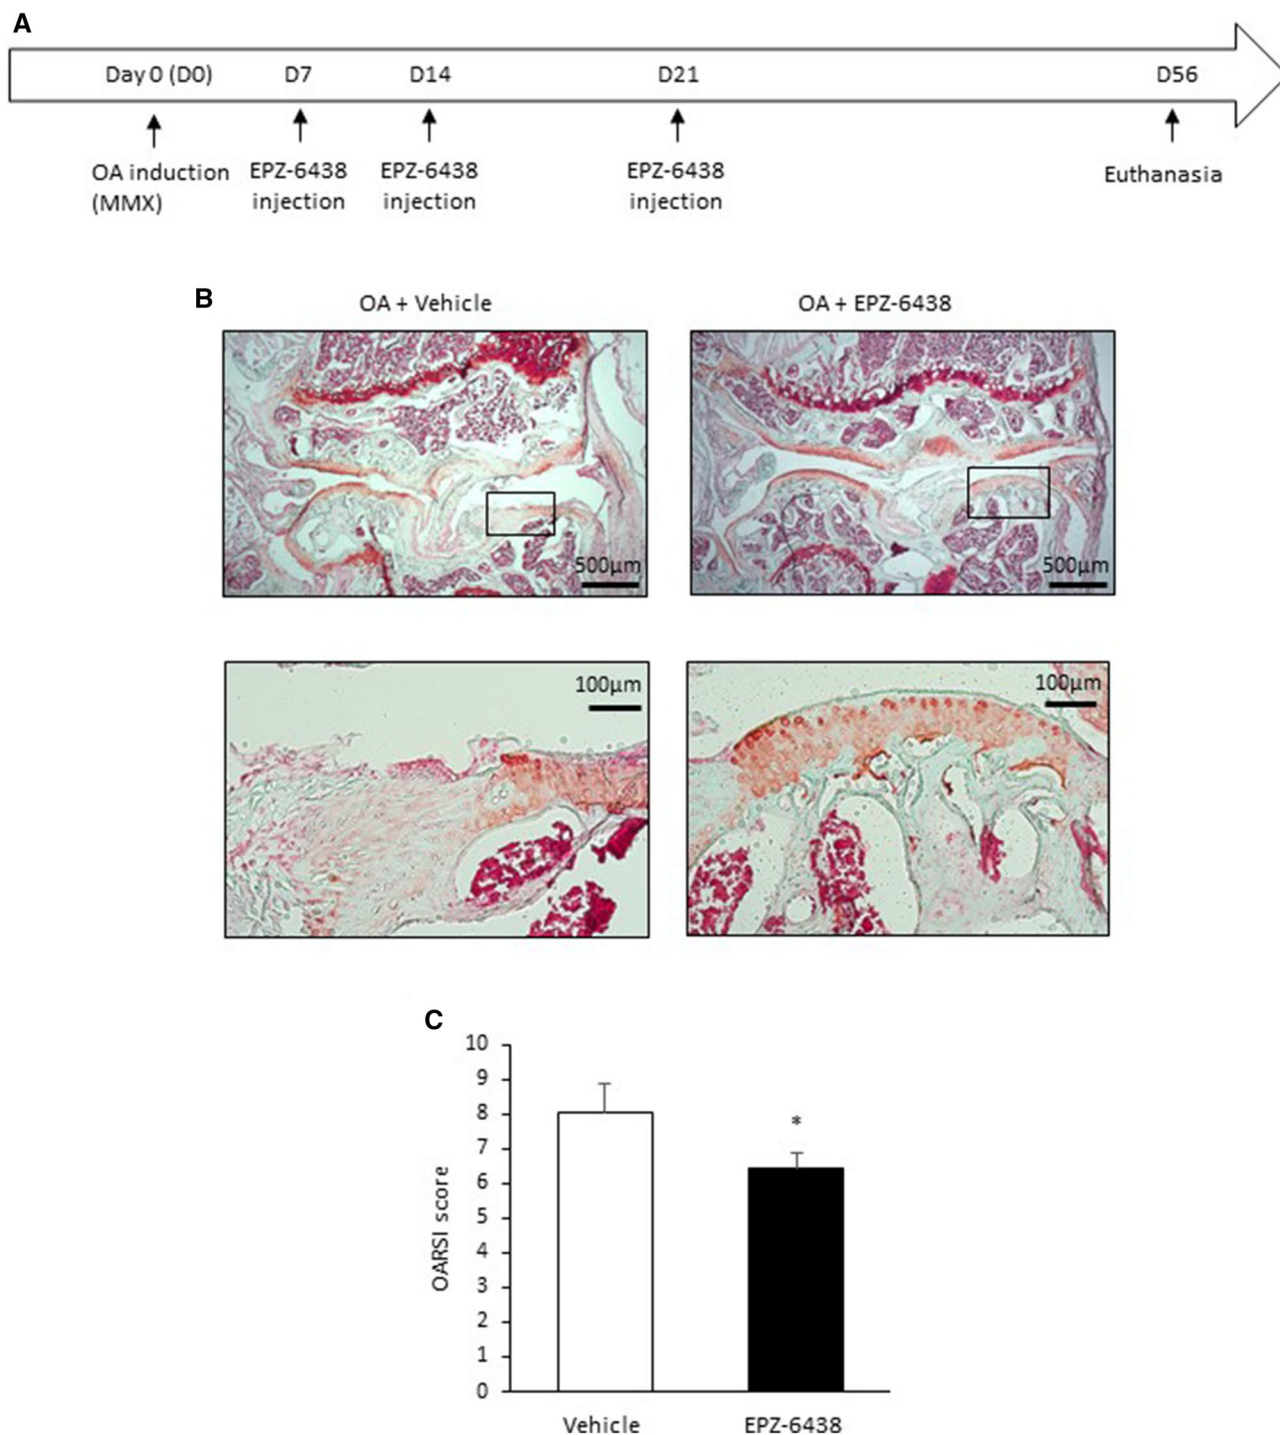 A
Day 0 (D0)
D7
D14
D21
D56
OA induction
(MMX)
EPZ-6438
injection
EPZ-6438
injection
EPZ-6438
injection
Euthanasia
B
OA + Vehicle
OA + EPZ-6438
500µm
500µm
100µm
100µm
C
10
9
8
7
6
5
4
3
2
1
0
OARSI score
*
Vehicle
EPZ-6438